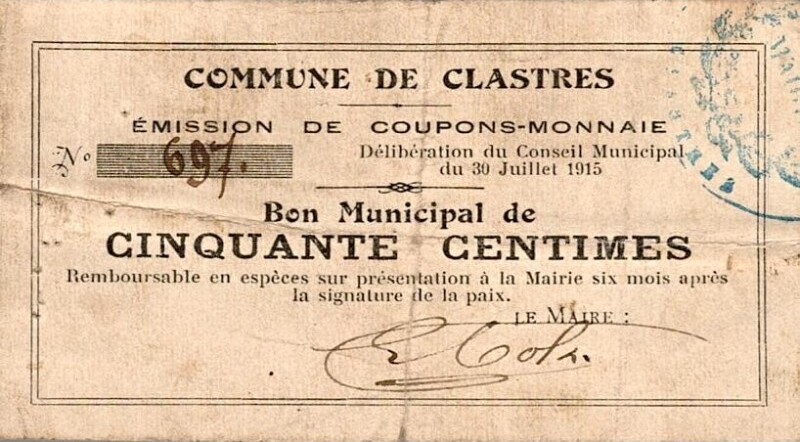 COMMUNE DE CLASTRES
ÉMISSION DE COUPONS-MONNAIE
No 697.
Délibération du Conseil Municipal
du 30 Juillet 1915
Bon Municipal de
CINQUANTE CENTIMES
Remboursable en espèces sur présentation à la Mairie six mois après
la signature de la paix.
LE MAIRE :